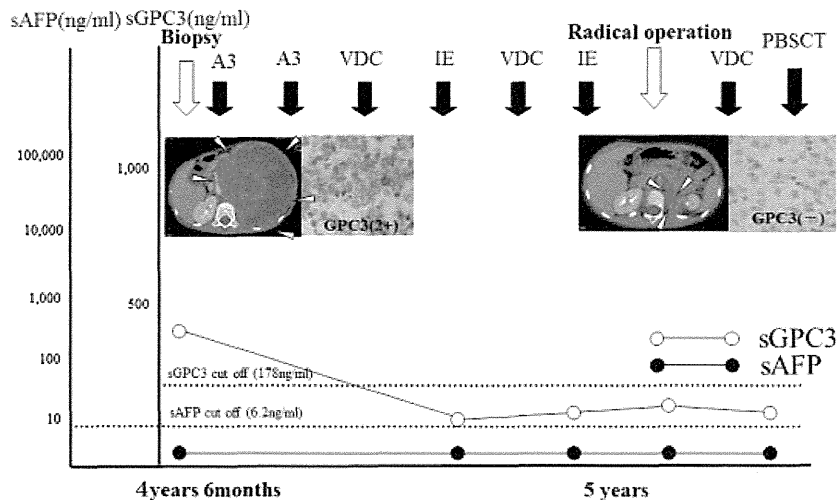 sAFP(ng/ml) sGPC3(ng/ml)
Biopsy
Radical operation
A3 A3 VDC IE VDC IE VDC PBSCT
100,000
10,000
1,000
100
10
1,000
500
GPC3(2+)
GPC3(−)
sGPC3
sAFP
sGPC3 cut off (178ng/ml)
sAFP cut off (6.2ng/ml)
4years 6months
5 years